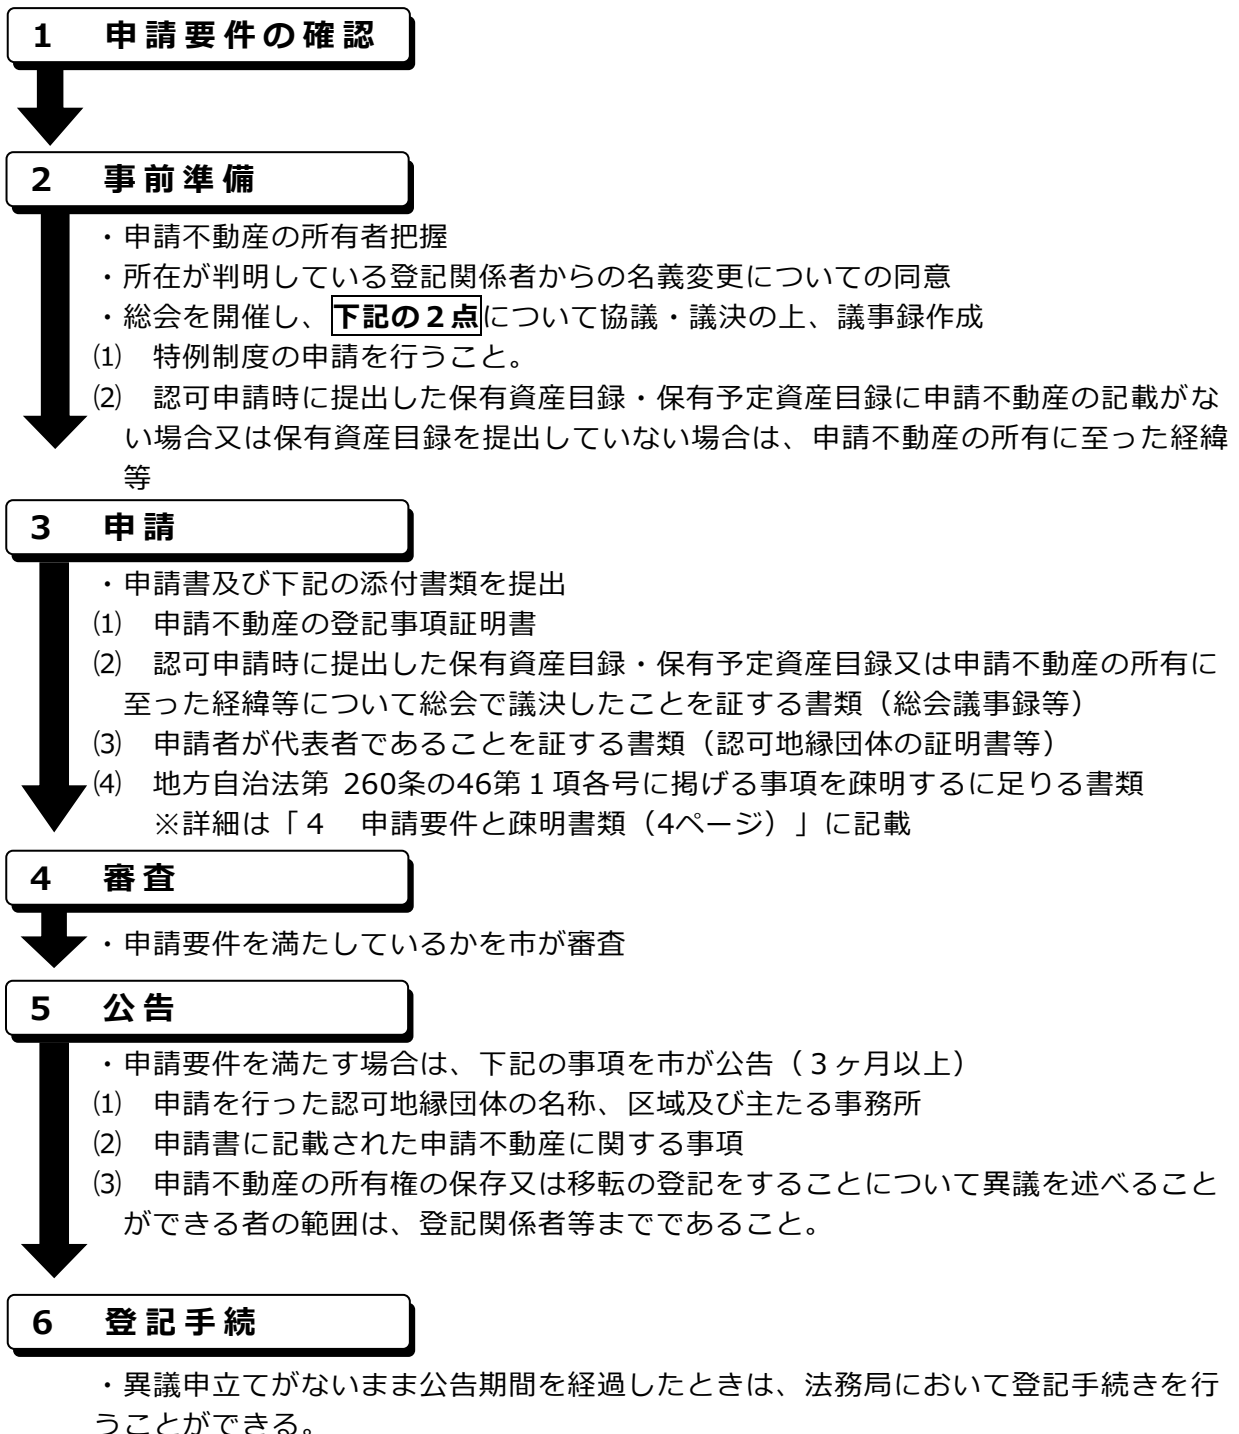 1 申請要件の確認
2 事前準備
・申請不動産の所有者把握
・所在が判明している登記関係者からの名義変更についての同意
・総会を開催し、下記の２点について協議・議決の上、議事録作成
⑴ 特例制度の申請を行うこと。
⑵ 認可申請時に提出した保有資産目録・保有予定資産目録に申請不動産の記載がな
い場合又は保有資産目録を提出していない場合は、申請不動産の所有に至った経緯
等
3 申請
・申請書及び下記の添付書類を提出
⑴ 申請不動産の登記事項証明書
⑵ 認可申請時に提出した保有資産目録・保有予定資産目録又は申請不動産の所有に
至った経緯等について総会で議決したことを証する書類（総会議事録等）
⑶ 申請者が代表者であることを証する書類（認可地縁団体の証明書等）
⑷ 地方自治法第 260条の46第１項各号に掲げる事項を疎明するに足りる書類
※詳細は「４ 申請要件と疎明書類（4ページ）」に記載
4 審査
・申請要件を満たしているかを市が審査
5 公告
・申請要件を満たす場合は、下記の事項を市が公告（３ヶ月以上）
⑴ 申請を行った認可地縁団体の名称、区域及び主たる事務所
⑵ 申請書に記載された申請不動産に関する事項
⑶ 申請不動産の所有権の保存又は移転の登記をすることについて異議を述べること
ができる者の範囲は、登記関係者等までであること。
6 登記手続
・異議申立てがないまま公告期間を経過したときは、法務局において登記手続きを行
うことができる。